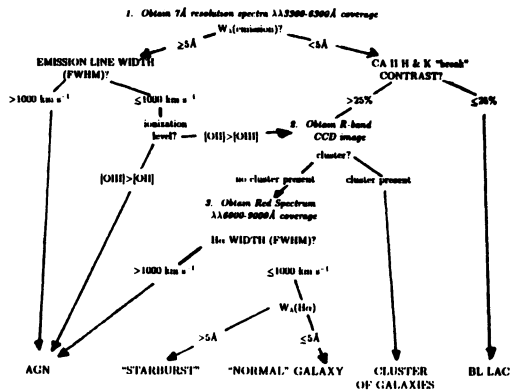 1. Obtain 7Å resolution spectra λλ3300-6300Å coverage
Wλ(emission)?
≥5Å <5Å
EMISSION LINE WIDTH
(FWHM)?
CA II H & K "break"
CONTRAST?
>1000 km s⁻¹ ≤1000 km s⁻¹
>25% ≤25%
ionization
level?
[OII]>[OIII]
2. Obtain R-band
CCD image
cluster?
[OIII]>[OII]
no cluster present cluster present
3. Obtain Red Spectrum
λλ6000-9000Å coverage
Hα WIDTH (FWHM)?
>1000 km s⁻¹ ≤1000 km s⁻¹
Wλ(Hα)
>5Å ≤5Å
AGN "STARBURST" "NORMAL" GALAXY CLUSTER
OF GALAXIES BL LAC